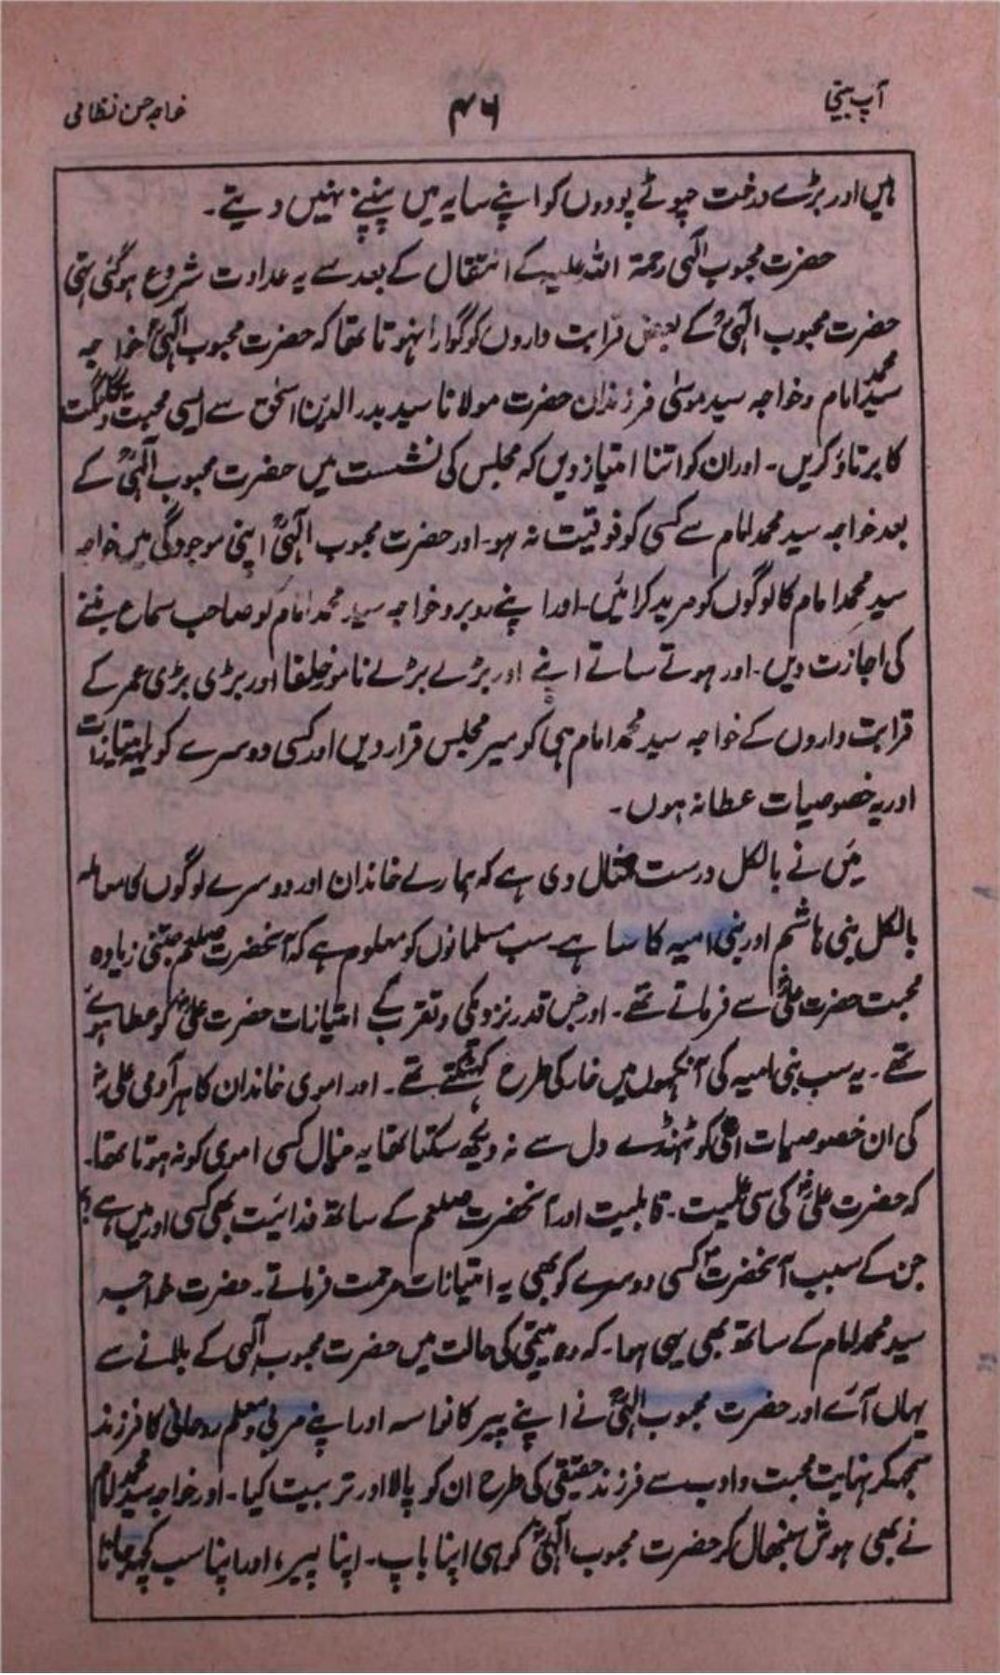 آپ بیتی
۴۶
خواجہ حسن نظامی
ہیں اور بڑے درخت چھوٹے پودوں کو اپنے سایہ میں پنپنے نہیں دیتے۔
حضرت محبوب الٰہی رحمۃ اللہ علیہ کے انتقال کے بعد سے یہ عداوت شروع ہو گئی تھی
حضرت محبوب الٰہیؒ کے بعض قرابت داروں کو گوارا نہوتا تھا کہ حضرت محبوب الٰہیؒ خواجہ
سید محمد امام و خواجہ سید موسیٰ فرزندان حضرت مولانا سید بدر الدین اسحٰق سے ایسی محبت و یگانگت
کا برتاؤ کریں۔ اور ان کو اتنا امتیاز دیں کہ مجلس کی نشست میں حضرت محبوب الٰہیؒ کے
بعد خواجہ سید محمد امام سے کسی کو فوقیت نہ ہو۔ اور حضرت محبوب الٰہیؒ اپنی موجودگی میں خواجہ
سید محمد امام کا لوگوں کو مرید کرائیں۔ اور اپنے روبرو خواجہ سید محمد امام کو صاحب سماع بننے
کی اجازت دیں۔ اور ہوتے ساتے اپنے اور بڑے بڑے نامور خلفا اور بڑی بڑی عمر کے
قرابت داروں کے خواجہ سید محمد امام ہی کو میر مجلس قرار دیں اور کسی دوسرے کو یہ امتیازات
اور یہ خصوصیات عطا نہ ہوں۔
میں نے بالکل درست مثال دی ہے کہ ہمارے خاندان اور دوسرے لوگوں کا معاملہ
بالکل بنی ہاشم اور بنی امیہ کا سا ہے سب مسلمانوں کو معلوم ہے کہ آنحضرت صلعم جتنی زیادہ
محبت حضرت علیؓ سے فرماتے تھے۔ اور جس قدر نزدیکی و تقرب کے امتیازات حضرت علیؓ کو عطا ہوئے
تھے۔ یہ سب بنی امیہ کی آنکھوں میں خار کی طرح کھٹکتے تھے۔ اور اموی خاندان کا ہر آدمی علیؓ
کی ان خصوصیات کو ٹھنڈے دل سے نہ دیکھ سکتا تھا یہ خیال کسی اموی کو نہ ہوتا تھا۔
کہ حضرت علیؓ کی سی علمیت۔ قابلیت اور آنحضرت صلعم کے ساتھ فدائیت بھی کسی اور میں ہے؟
جن کے سبب آنحضرتؐ کسی دوسرے کو بھی یہ امتیازات مرحمت فرماتے۔ حضرت خواجہ
سید محمد امام کے ساتھ بھی یہی ہوا۔ کہ وہ یتیمی کی حالت میں حضرت محبوب الٰہی کے بلانے سے
یہاں آئے اور حضرت محبوب الٰہیؒ نے اپنے پیر کا نواسہ اور اپنے مربی و معلم روحانی کا فرزند
سمجھکر نہایت محبت و ادب سے فرزند حقیقی کی طرح ان کو پالا اور تربیت کیا۔ اور خواجہ سید محمد امام
نے بھی ہوش سنبھال کر حضرت محبوب الٰہیؒ کو ہی اپنا باپ۔ اپنا پیر، اور اپنا سب کچھ جانا